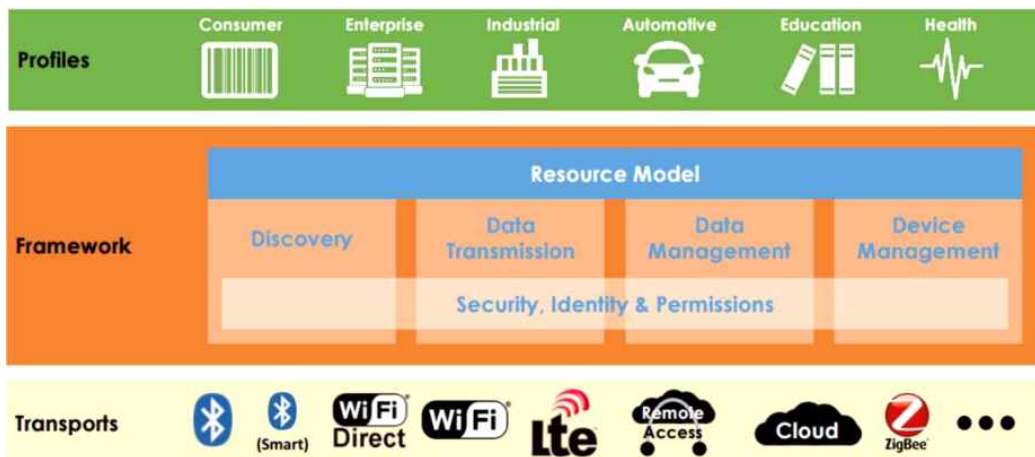 Consumer Enterprise Industrial Automotive Education Health
Profiles
Resource Model
Discovery
Data Transmission
Data Management
Device Management
Framework
Security, Identity & Permissions
Transports
(Smart)
WiFi Direct
WiFi
Lte
Remote Access
Cloud
ZigBee